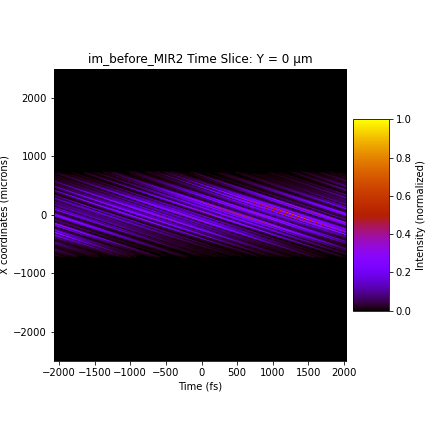 im_before_MIR2 Time Slice: Y = 0 μm
X coordinates (microns)
2000
1000
0
−1000
−2000
−2000 −1500 −1000 −500 0 500 1000 1500 2000
Time (fs)
1.0
0.8
0.6
0.4
0.2
0.0
Intensity (normalized)